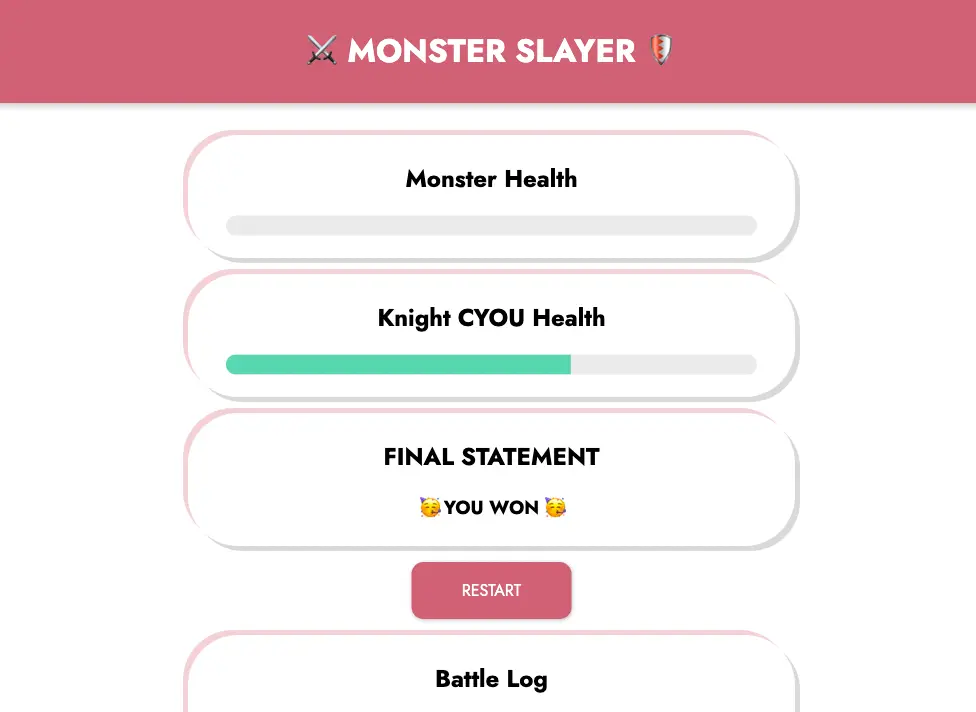 ⚔️ MONSTER SLAYER 🛡️
Monster Health
Knight CYOU Health
FINAL STATEMENT
🥳 YOU WON 🥳
RESTART
Battle Log